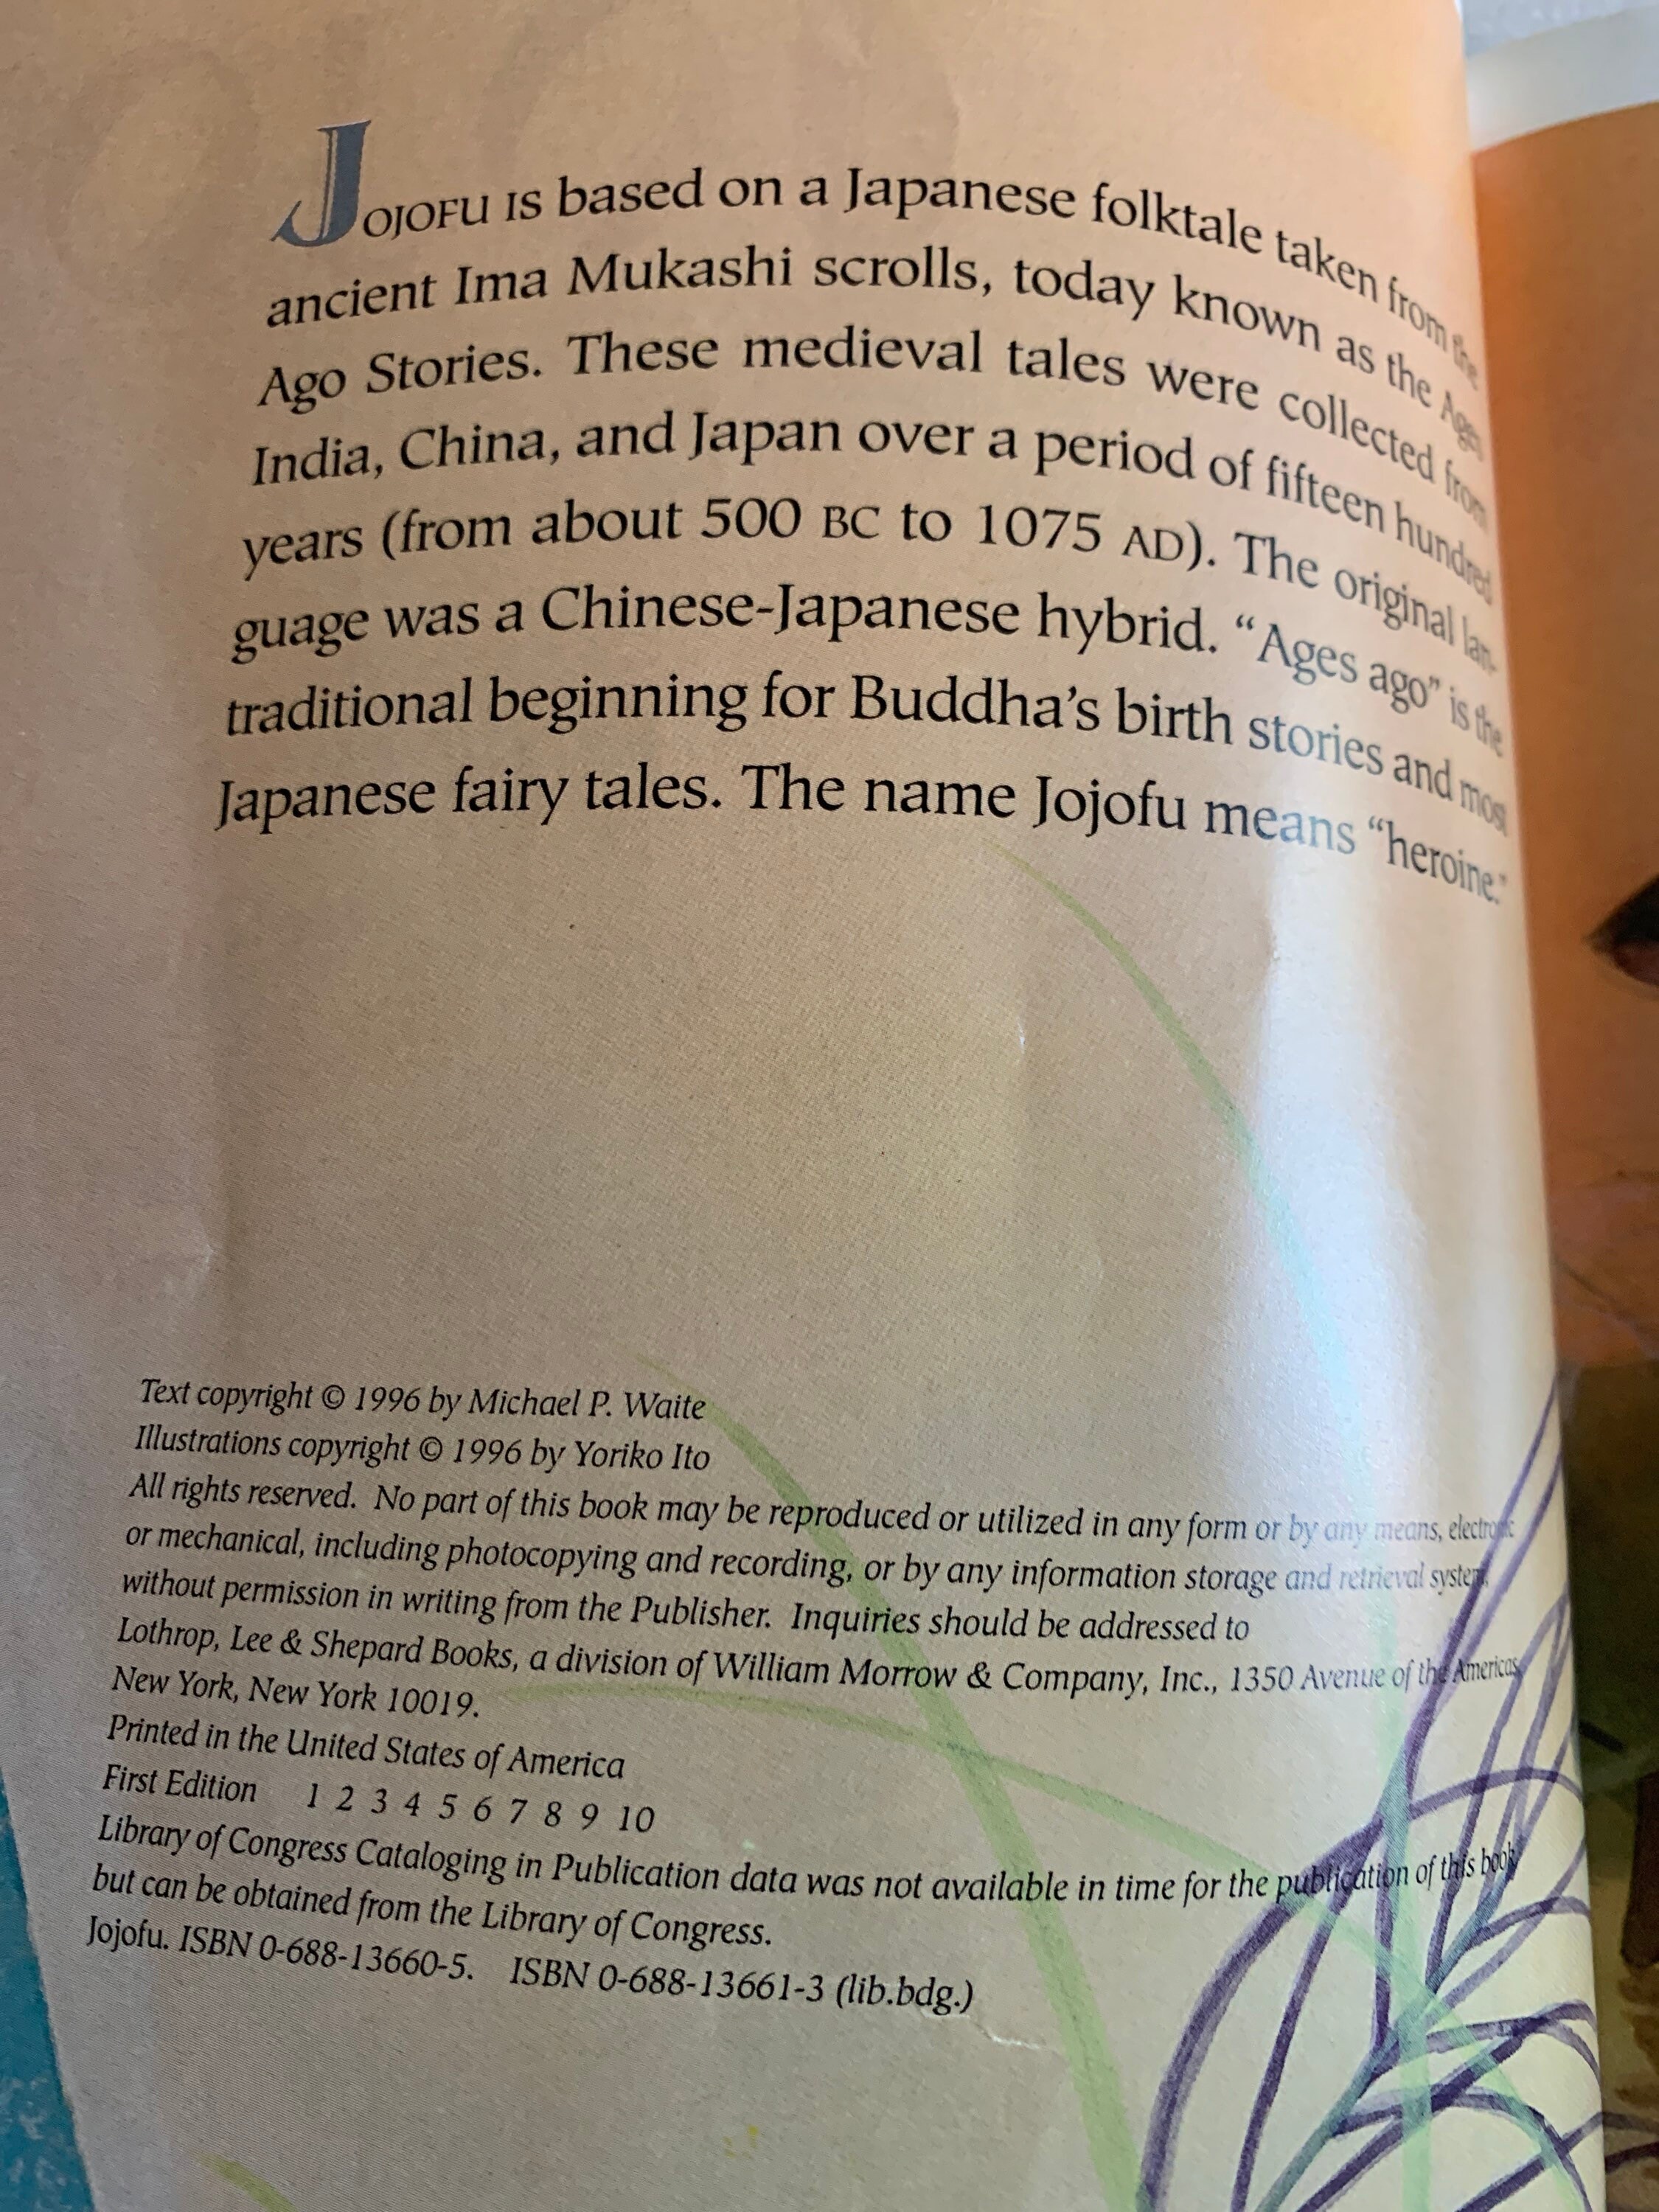 JOJOFU IS based on a Japanese folktale taken from the
ancient Ima Mukashi scrolls, today known as the Ages
Ago Stories. These medieval tales were collected from
India, China, and Japan over a period of fifteen hundred
years (from about 500 BC to 1075 AD). The original lan-
guage was a Chinese-Japanese hybrid. “Ages ago” is the
traditional beginning for Buddha’s birth stories and most
Japanese fairy tales. The name Jojofu means “heroine.”
Text copyright © 1996 by Michael P. Waite
Illustrations copyright © 1996 by Yoriko Ito
All rights reserved. No part of this book may be reproduced or utilized in any form or by any means, electronic
or mechanical, including photocopying and recording, or by any information storage and retrieval system,
without permission in writing from the Publisher. Inquiries should be addressed to
Lothrop, Lee & Shepard Books, a division of William Morrow & Company, Inc., 1350 Avenue of the Americas,
New York, New York 10019.
Printed in the United States of America
First Edition 1 2 3 4 5 6 7 8 9 10
Library of Congress Cataloging in Publication data was not available in time for the publication of this book,
but can be obtained from the Library of Congress.
Jojofu. ISBN 0-688-13660-5. ISBN 0-688-13661-3 (lib.bdg.)